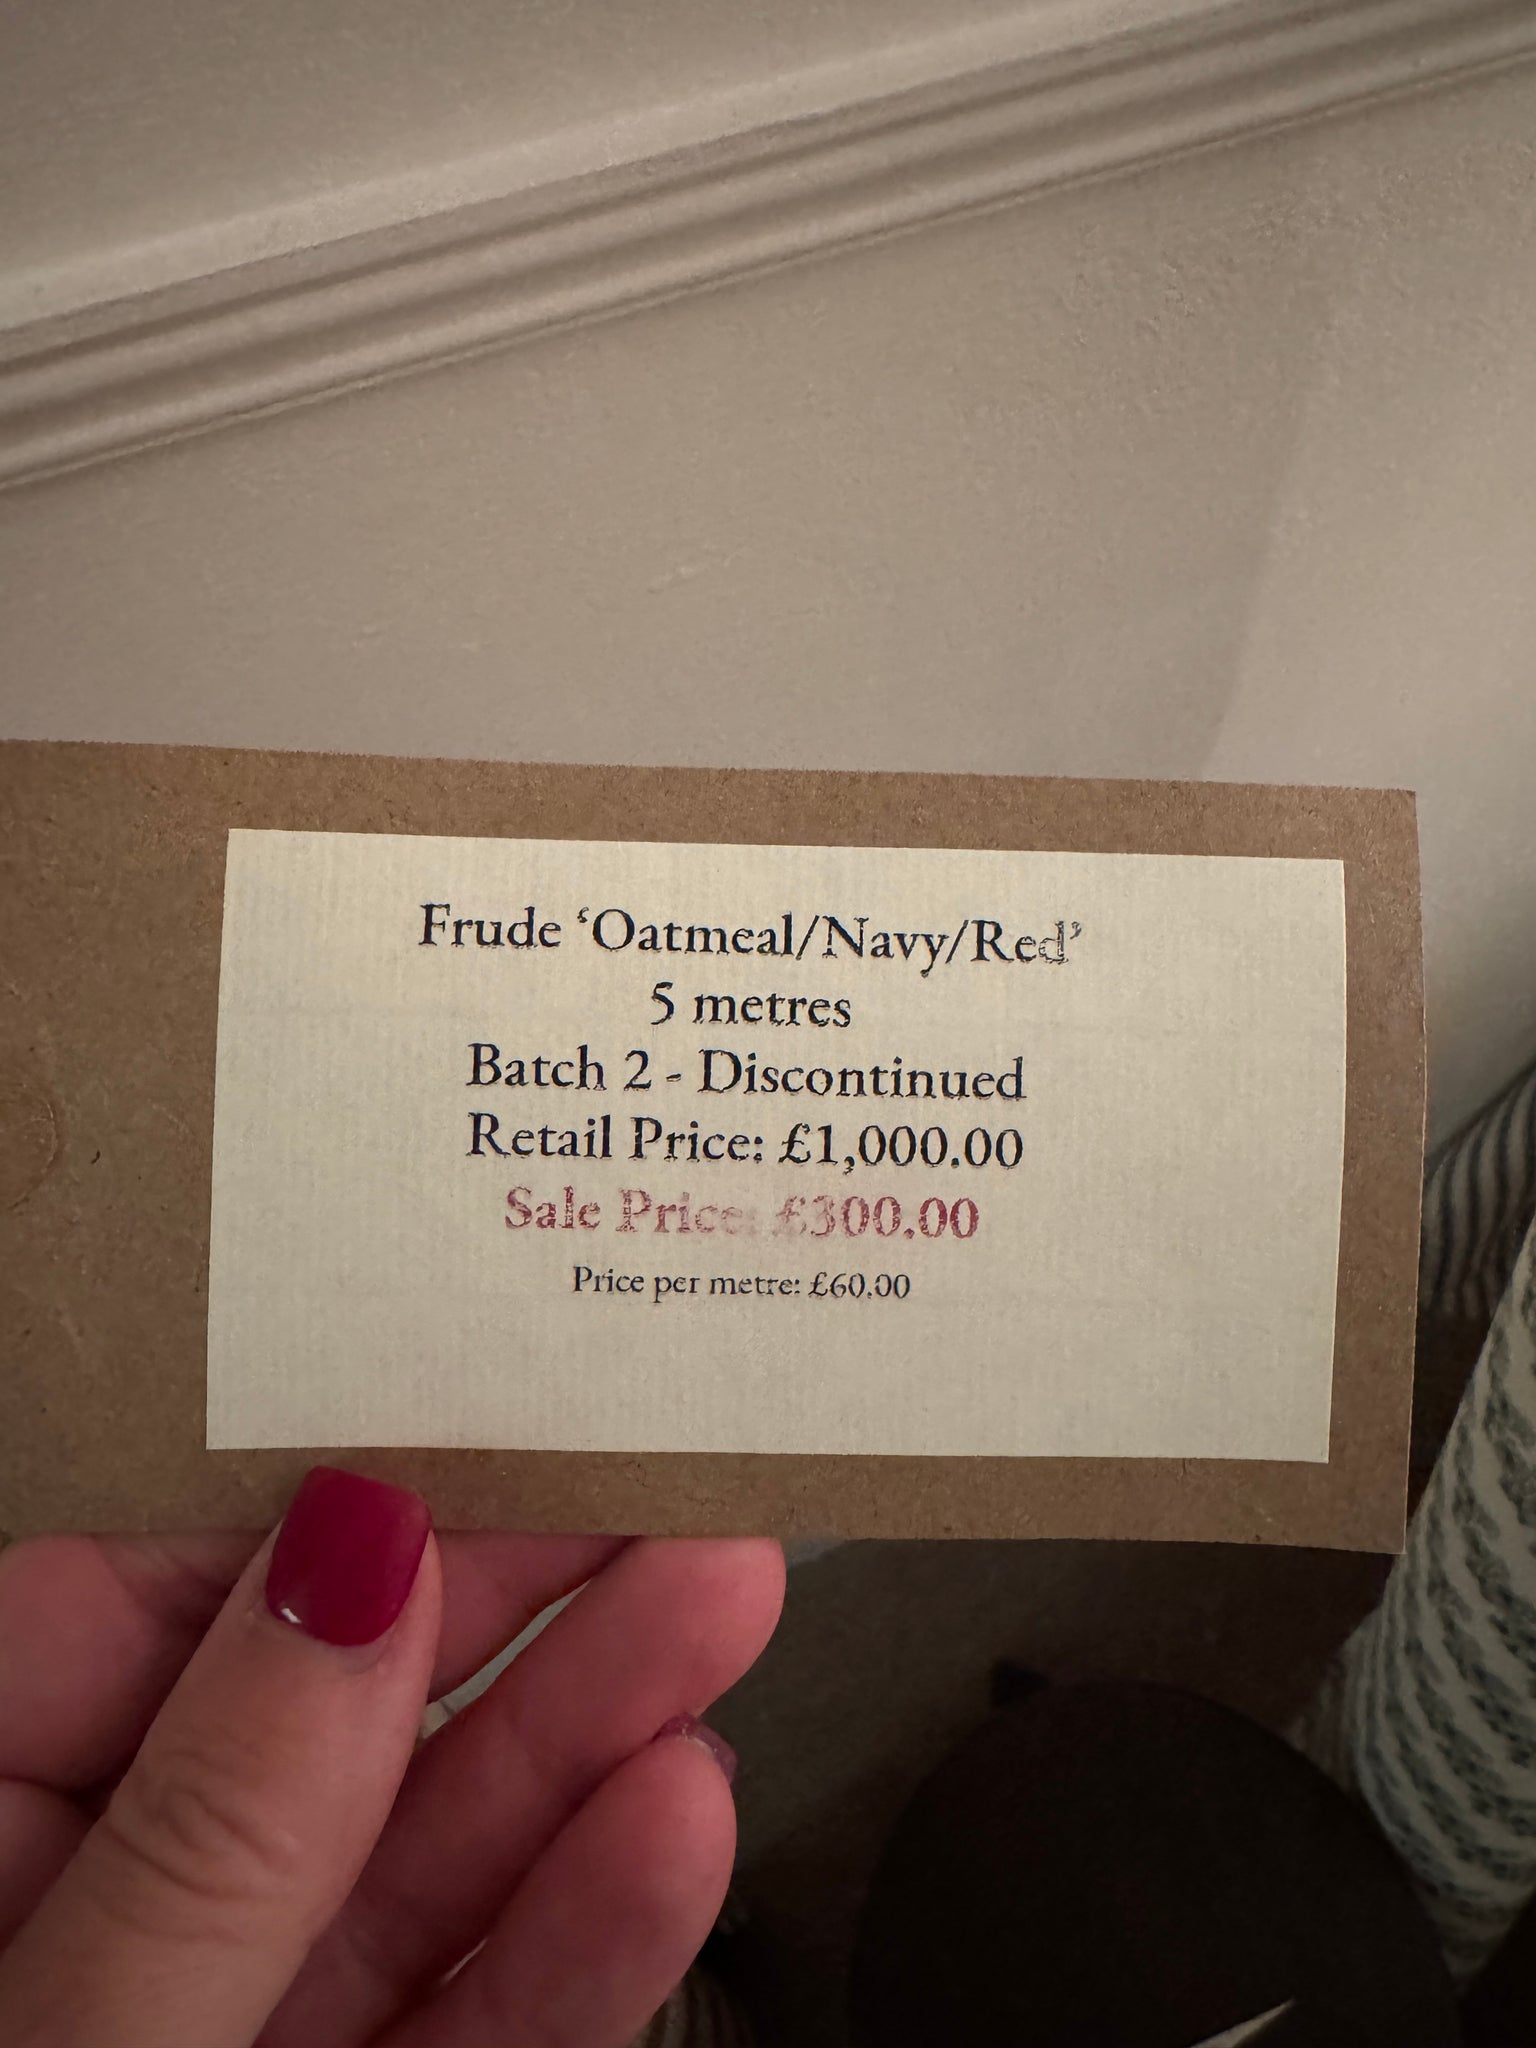 Frude ‘Oatmeal/Navy/Red’
5 metres
Batch 2 - Discontinued
Retail Price: £1,000.00
Sale Price: £300.00
Price per metre: £60.00